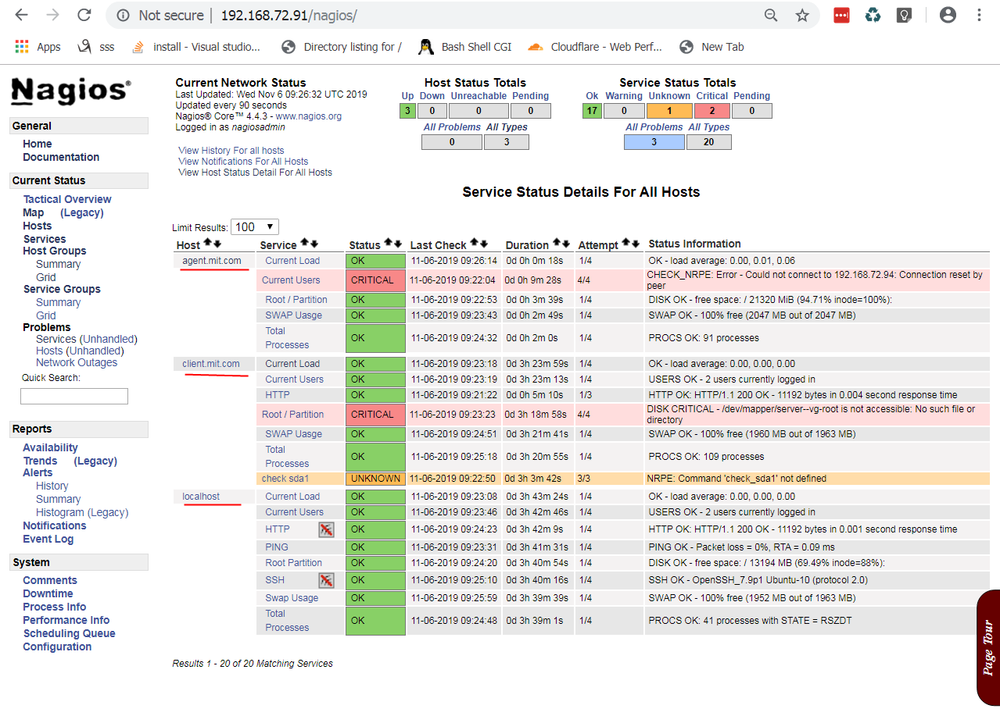 Not secure | 192.168.72.91/nagios/
Apps sss install - Visual studio... Directory listing for / Bash Shell CGI Cloudflare - Web Perf... New Tab
Nagios®
General
Home
Documentation
Current Status
Tactical Overview
Map (Legacy)
Hosts
Services
Host Groups
Summary
Grid
Service Groups
Summary
Grid
Problems
Services (Unhandled)
Hosts (Unhandled)
Network Outages
Quick Search:
Reports
Availability
Trends (Legacy)
Alerts
History
Summary
Histogram (Legacy)
Notifications
Event Log
System
Comments
Downtime
Process Info
Performance Info
Scheduling Queue
Configuration
Current Network Status
Last Updated: Wed Nov 6 09:26:32 UTC 2019
Updated every 90 seconds
Nagios® Core™ 4.4.3 - www.nagios.org
Logged in as nagiosadmin
View History For all hosts
View Notifications For All Hosts
View Host Status Detail For All Hosts
Host Status Totals
Up Down Unreachable Pending
3 0 0 0
All Problems All Types
0 3
Service Status Totals
Ok Warning Unknown Critical Pending
17 0 1 2 0
All Problems All Types
3 20
Service Status Details For All Hosts
Limit Results: 100
Host Service Status Last Check Duration Attempt Status Information
agent.mit.com Current Load OK 11-06-2019 09:26:14 0d 0h 0m 18s 1/4 OK - load average: 0.00, 0.01, 0.06
Current Users CRITICAL 11-06-2019 09:22:04 0d 0h 9m 28s 4/4 CHECK_NRPE: Error - Could not connect to 192.168.72.94: Connection reset by
peer
Root / Partition OK 11-06-2019 09:22:53 0d 0h 3m 39s 1/4 DISK OK - free space: / 21320 MiB (94.71% inode=100%):
SWAP Uasge OK 11-06-2019 09:23:43 0d 0h 2m 49s 1/4 SWAP OK - 100% free (2047 MB out of 2047 MB)
Total
Processes OK 11-06-2019 09:24:32 0d 0h 2m 0s 1/4 PROCS OK: 91 processes
client.mit.com Current Load OK 11-06-2019 09:23:18 0d 3h 23m 59s 1/4 OK - load average: 0.00, 0.00, 0.00
Current Users OK 11-06-2019 09:23:19 0d 3h 23m 13s 1/4 USERS OK - 2 users currently logged in
HTTP OK 11-06-2019 09:21:22 0d 0h 5m 10s 1/3 HTTP OK: HTTP/1.1 200 OK - 11192 bytes in 0.004 second response time
Root / Partition CRITICAL 11-06-2019 09:23:23 0d 3h 18m 58s 4/4 DISK CRITICAL - /dev/mapper/server--vg-root is not accessible: No such file or
directory
SWAP Uasge OK 11-06-2019 09:24:51 0d 3h 21m 41s 1/4 SWAP OK - 100% free (1960 MB out of 1963 MB)
Total
Processes OK 11-06-2019 09:25:18 0d 3h 20m 55s 1/4 PROCS OK: 109 processes
check sda1 UNKNOWN 11-06-2019 09:22:50 0d 3h 3m 42s 3/3 NRPE: Command 'check_sda1' not defined
localhost Current Load OK 11-06-2019 09:23:08 0d 3h 43m 24s 1/4 OK - load average: 0.00, 0.00, 0.00
Current Users OK 11-06-2019 09:23:46 0d 3h 42m 46s 1/4 USERS OK - 2 users currently logged in
HTTP OK 11-06-2019 09:24:23 0d 3h 42m 9s 1/4 HTTP OK: HTTP/1.1 200 OK - 11192 bytes in 0.001 second response time
PING OK 11-06-2019 09:23:31 0d 3h 41m 31s 1/4 PING OK - Packet loss = 0%, RTA = 0.09 ms
Root Partition OK 11-06-2019 09:24:20 0d 3h 40m 54s 1/4 DISK OK - free space: / 13194 MB (69.49% inode=88%):
SSH OK 11-06-2019 09:25:10 0d 3h 40m 16s 1/4 SSH OK - OpenSSH_7.9p1 Ubuntu-10 (protocol 2.0)
Swap Usage OK 11-06-2019 09:25:59 0d 3h 39m 39s 1/4 SWAP OK - 100% free (1952 MB out of 1963 MB)
Total
Processes OK 11-06-2019 09:24:48 0d 3h 39m 1s 1/4 PROCS OK: 41 processes with STATE = RSZDT
Results 1 - 20 of 20 Matching Services
Page Tour